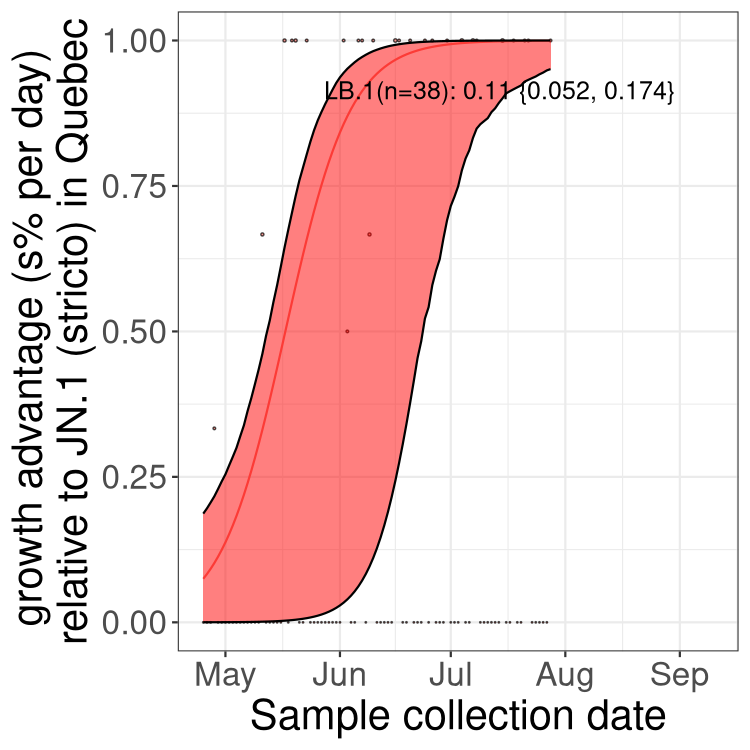 growth advantage (s% per day)
relative to JN.1 (stricto) in Quebec
1.00
0.75
0.50
0.25
0.00
LB.1(n=38): 0.11 {0.052, 0.174}
May Jun Jul Aug Sep
Sample collection date